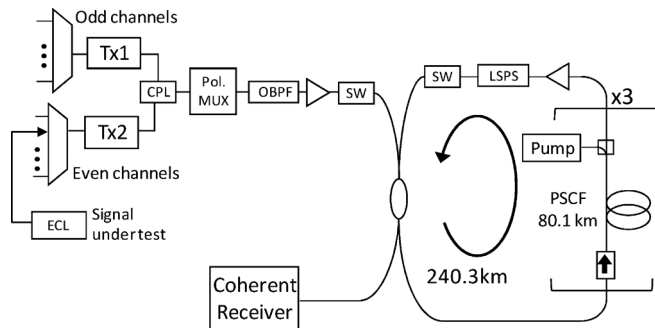 Odd channels
Tx1
CPL
Pol.
MUX
OBPF
SW
Tx2
Even channels
ECL
Signal
under test
SW
LSPS
x3
Pump
PSCF
80.1 km
240.3km
Coherent
Receiver